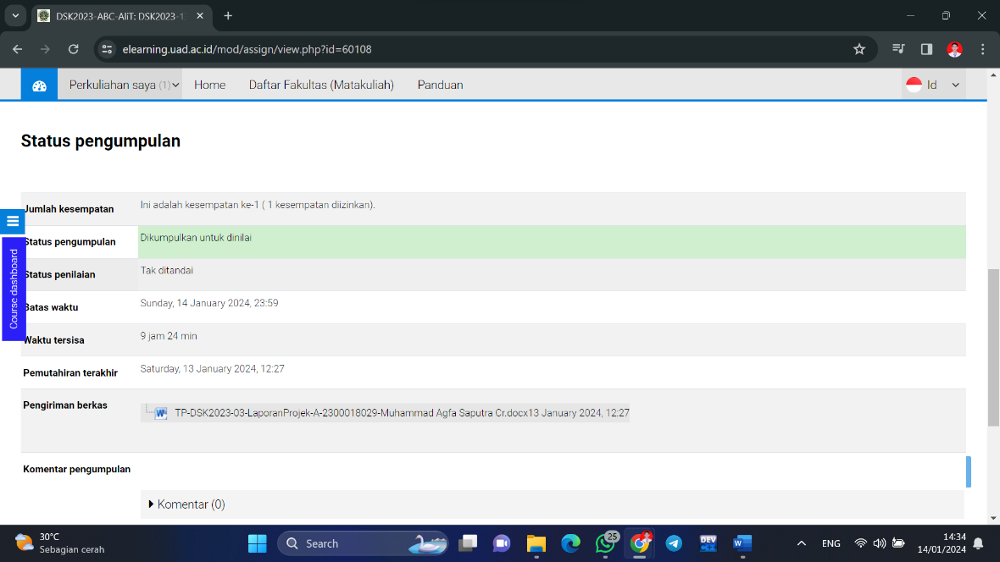 DSK2023-ABC-AliT: DSK2023-1
elearning.uad.ac.id/mod/assign/view.php?id=60108
Perkuliahan saya (1) Home Daftar Fakultas (Matakuliah) Panduan Id
Status pengumpulan
Jumlah kesempatan Ini adalah kesempatan ke-1 ( 1 kesempatan diizinkan).
Status pengumpulan Dikumpulkan untuk dinilai
Status penilaian Tak ditandai
Batas waktu Sunday, 14 January 2024, 23:59
Waktu tersisa 9 jam 24 min
Pemutahiran terakhir Saturday, 13 January 2024, 12:27
Pengiriman berkas
TP-DSK2023-03-LaporanProjek-A-2300018029-Muhammad Agfa Saputra Cr.docx13 January 2024, 12:27
Komentar pengumpulan
Komentar (0)
Course dashboard
30°C
Sebagian cerah
Search
25
DEV
C++
ENG
14:34
14/01/2024